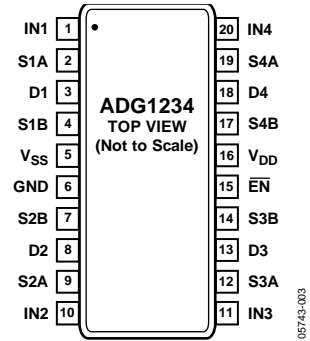 IN1 1 20 IN4
S1A 2 19 S4A
D1 3 18 D4
S1B 4 17 S4B
VSS 5 16 VDD
GND 6 15 EN
S2B 7 14 S3B
D2 8 13 D3
S2A 9 12 S3A
IN2 10 11 IN3
ADG1234
TOP VIEW
(Not to Scale)
05743-003